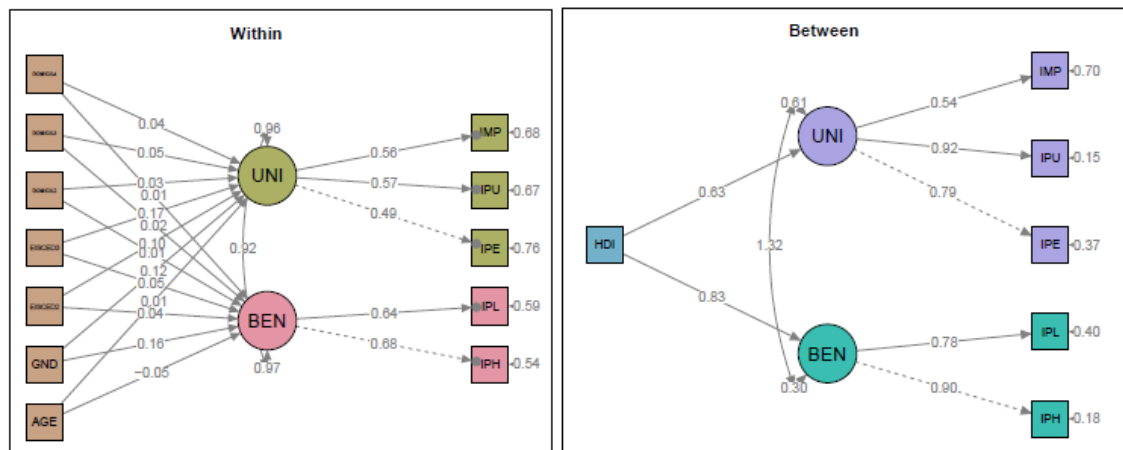 Within
0.04
0.05
0.03
0.01
0.17
0.02
0.10
0.01
0.12
0.05
0.01
0.04
0.16
−0.05
GND
AGE
0.96
UNI
0.92
BEN
0.97
0.56
0.57
0.49
0.64
0.68
IMP 0.68
IPU 0.67
IPE 0.76
IPL 0.59
IPH 0.54
Between
HDI
0.63
0.83
0.61
UNI
1.32
BEN
0.30
0.54
0.92
0.79
0.78
0.90
IMP 0.70
IPU 0.15
IPE 0.37
IPL 0.40
IPH 0.18